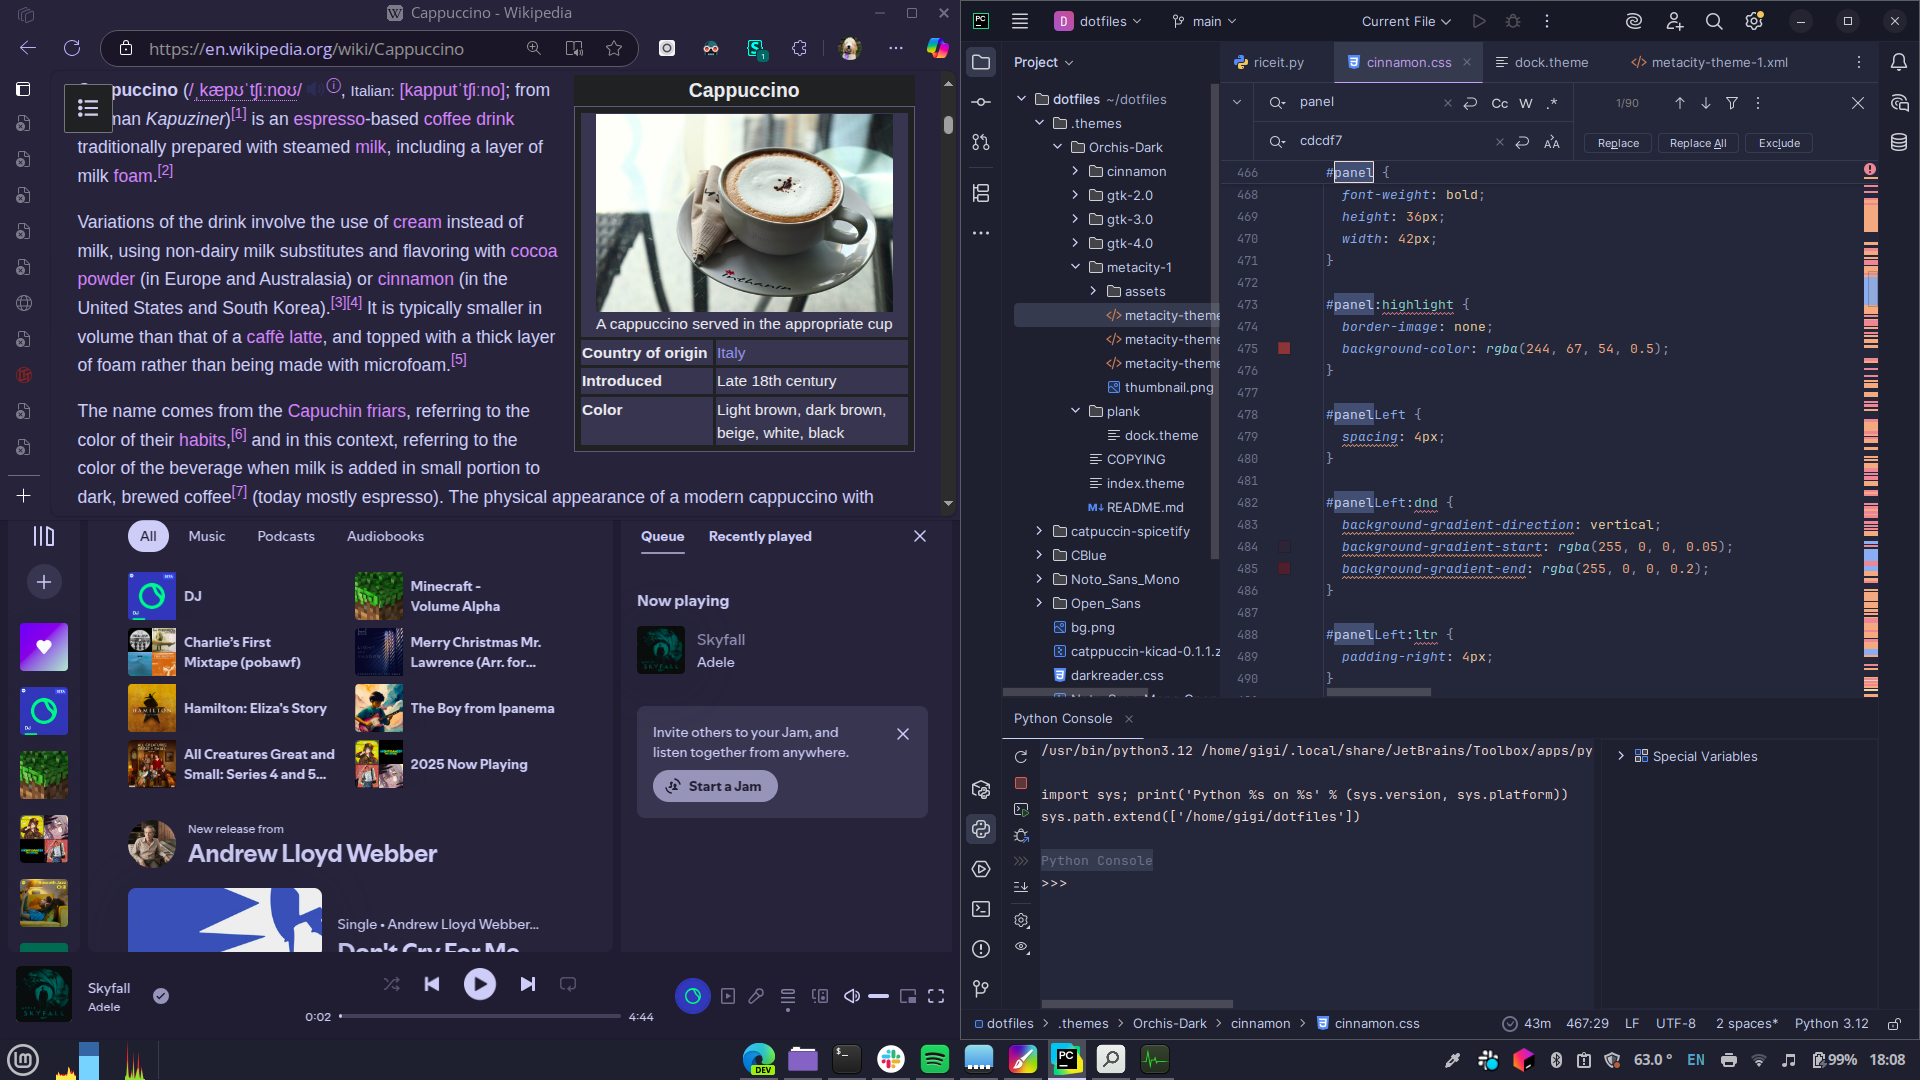 Cappuccino - Wikipedia
https://en.wikipedia.org/wiki/Cappuccino
1
ppuccino (/ˌkæpʊˈtʃiːnoʊ/ ⓘ, Italian: [kapputˈtʃiːno]; from
man Kapuziner)[1] is an espresso-based coffee drink
traditionally prepared with steamed milk, including a layer of
milk foam.[2]
Variations of the drink involve the use of cream instead of
milk, using non-dairy milk substitutes and flavoring with cocoa
powder (in Europe and Australasia) or cinnamon (in the
United States and South Korea).[3][4] It is typically smaller in
volume than that of a caffè latte, and topped with a thick layer
of foam rather than being made with microfoam.[5]
The name comes from the Capuchin friars, referring to the
color of their habits,[6] and in this context, referring to the
color of the beverage when milk is added in small portion to
dark, brewed coffee[7] (today mostly espresso). The physical appearance of a modern cappuccino with
Cappuccino
inthanin
A cappuccino served in the appropriate cup
Country of origin Italy
Introduced Late 18th century
Color Light brown, dark brown,
beige, white, black
All Music Podcasts Audiobooks
DJ
Minecraft -
Volume Alpha
Charlie's First
Mixtape (pobawf)
Merry Christmas Mr.
Lawrence (Arr. for...
Hamilton: Eliza's Story
The Boy from Ipanema
All Creatures Great and
Small: Series 4 and 5...
2025 Now Playing
New release from
Andrew Lloyd Webber
Single • Andrew Lloyd Webber...
Don't Cry For Me
Queue Recently played
Now playing
Skyfall
Adele
Invite others to your Jam, and
listen together from anywhere.
Start a Jam
Skyfall
Adele
0:02
4:44
dotfiles
main
Current File
Project
dotfiles ~/dotfiles
.themes
Orchis-Dark
cinnamon
gtk-2.0
gtk-3.0
gtk-4.0
metacity-1
assets
metacity-theme
metacity-theme
metacity-theme
thumbnail.png
plank
dock.theme
COPYING
index.theme
README.md
catpuccin-spicetify
CBlue
Noto_Sans_Mono
Open_Sans
bg.png
catppuccin-kicad-0.1.1.z
darkreader.css
riceit.py cinnamon.css dock.theme metacity-theme-1.xml
panel Cc W .* 1/90
cdcdf7 Replace Replace All Exclude
466 #panel {
468 font-weight: bold;
469 height: 36px;
470 width: 42px;
471 }
472
473 #panel:highlight {
474 border-image: none;
475 background-color: rgba(244, 67, 54, 0.5);
476 }
477
478 #panelLeft {
479 spacing: 4px;
480 }
481
482 #panelLeft:dnd {
483 background-gradient-direction: vertical;
484 background-gradient-start: rgba(255, 0, 0, 0.05);
485 background-gradient-end: rgba(255, 0, 0, 0.2);
486 }
487
488 #panelLeft:ltr {
489 padding-right: 4px;
490 }
Python Console
/usr/bin/python3.12 /home/gigi/.local/share/JetBrains/Toolbox/apps/py
import sys; print('Python %s on %s' % (sys.version, sys.platform))
sys.path.extend(['/home/gigi/dotfiles'])
Python Console
>>>
Special Variables
dotfiles > .themes > Orchis-Dark > cinnamon > cinnamon.css
43m 467:29 LF UTF-8 2 spaces* Python 3.12
DEV
PC
63.0 ° EN 99% 18:08